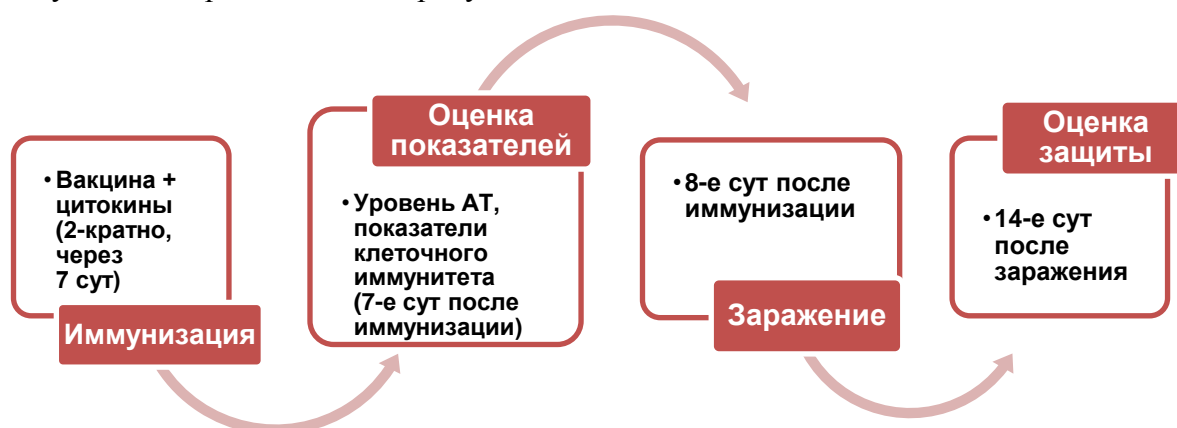 • Вакцина +
цитокины
(2-кратно,
через
7 сут)
Иммунизация
Оценка
показателей
• Уровень АТ,
показатели
клеточного
иммунитета
(7-е сут после
иммунизации)
• 8-е сут после
иммунизации
Заражение
Оценка
защиты
• 14-е сут
после
заражения